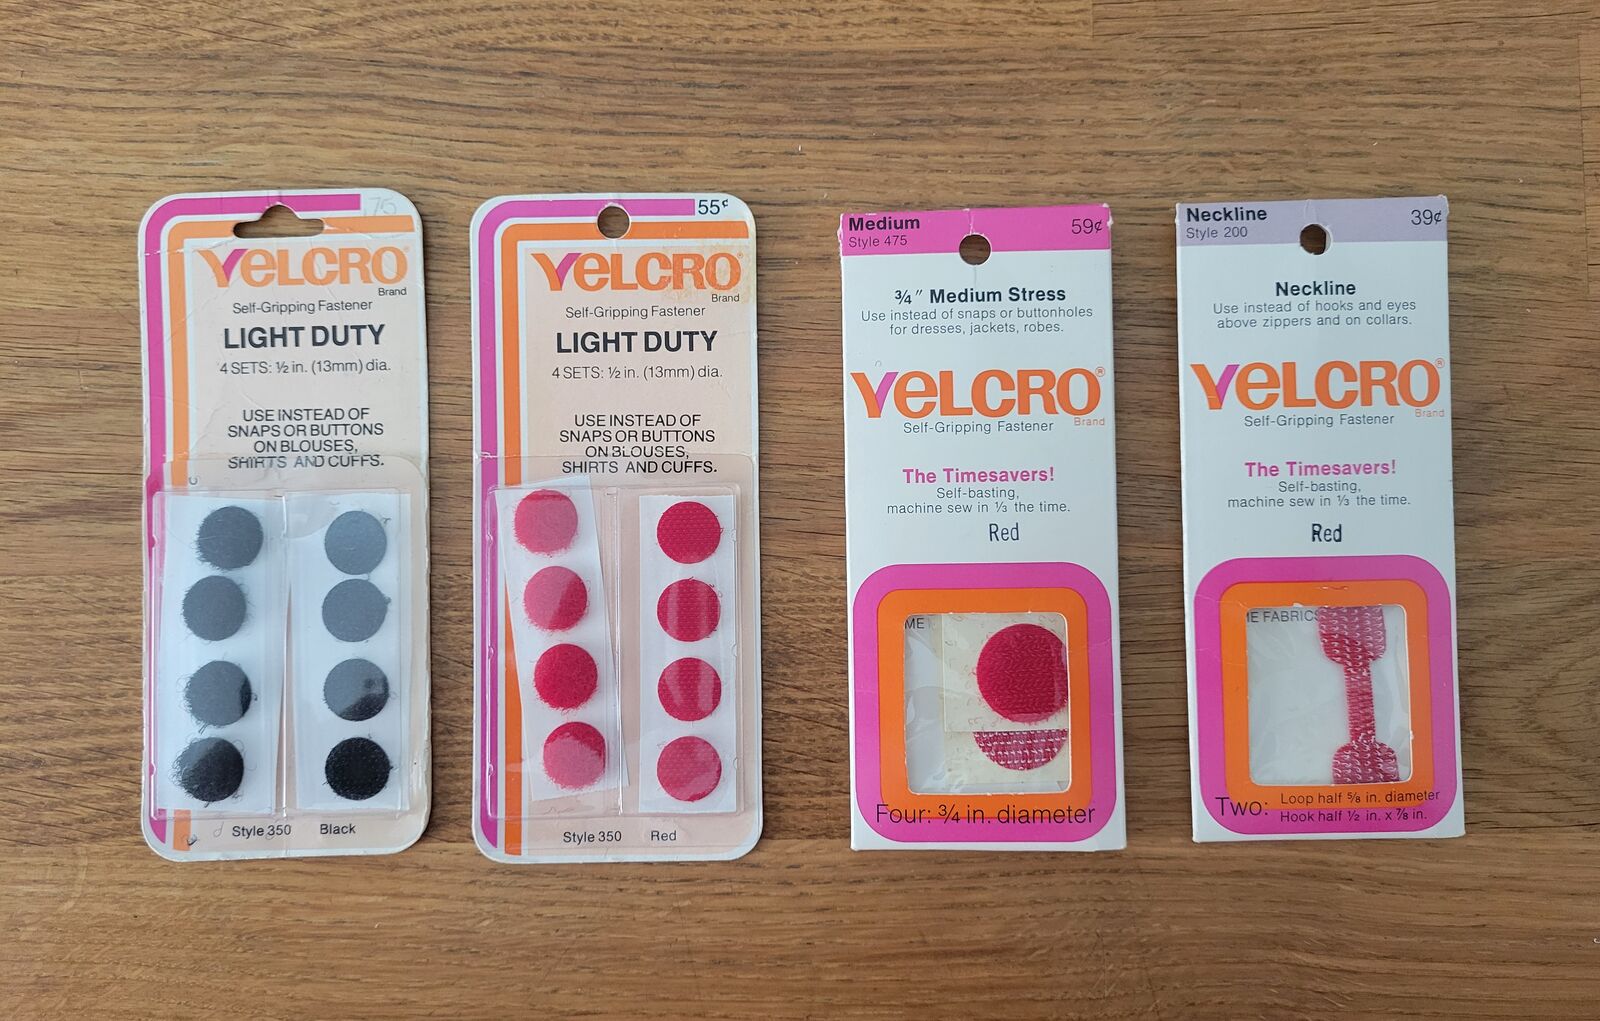 75
VELCRO®
Brand
Self-Gripping Fastener
LIGHT DUTY
4 SETS: ½ in. (13mm) dia.
USE INSTEAD OF
SNAPS OR BUTTONS
ON BLOUSES,
SHIRTS AND CUFFS.
Style 350 Black
55¢
VELCRO®
Brand
Self-Gripping Fastener
LIGHT DUTY
4 SETS: ½ in. (13mm) dia.
USE INSTEAD OF
SNAPS OR BUTTONS
ON BLOUSES,
SHIRTS AND CUFFS.
Style 350 Red
Medium 59¢
Style 475
¾" Medium Stress
Use instead of snaps or buttonholes
for dresses, jackets, robes.
VELCRO®
Self-Gripping Fastener Brand
The Timesavers!
Self-basting,
machine sew in ⅓ the time.
Red
ME
Four: ¾ in. diameter
Neckline 39¢
Style 200
Neckline
Use instead of hooks and eyes
above zippers and on collars.
VELCRO®
Self-Gripping Fastener Brand
The Timesavers!
Self-basting,
machine sew in ⅓ the time.
Red
FABRICS
Two: Loop half ⅝ in. diameter
Hook half ½ in. x ⅞ in.